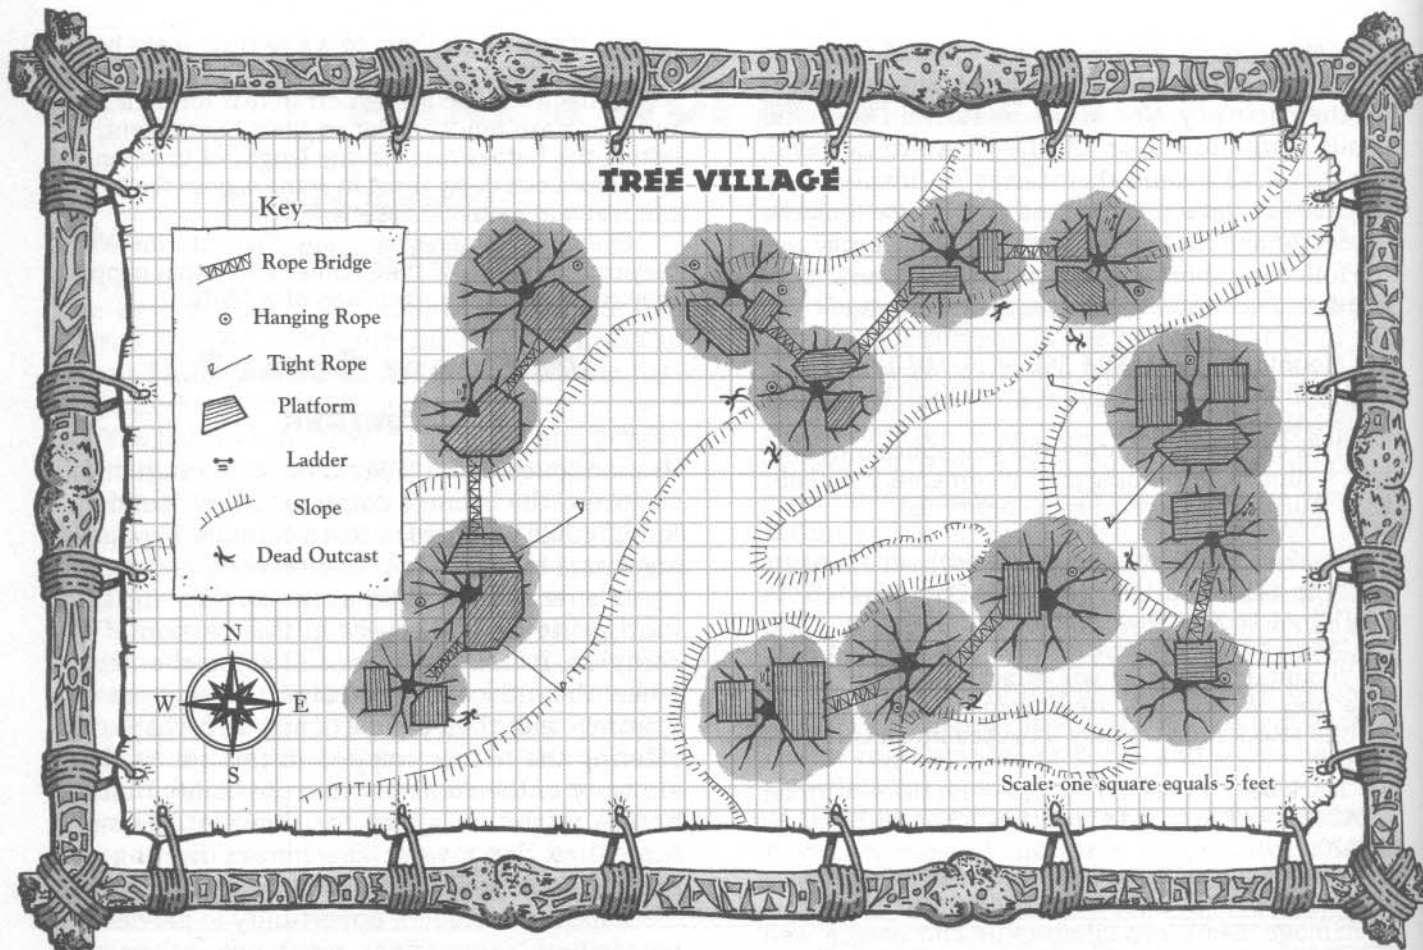 TREE VILLAGE
Key
Rope Bridge
Hanging Rope
Tight Rope
Platform
Ladder
Slope
Dead Outcast
N
W E
S
Scale: one square equals 5 feet